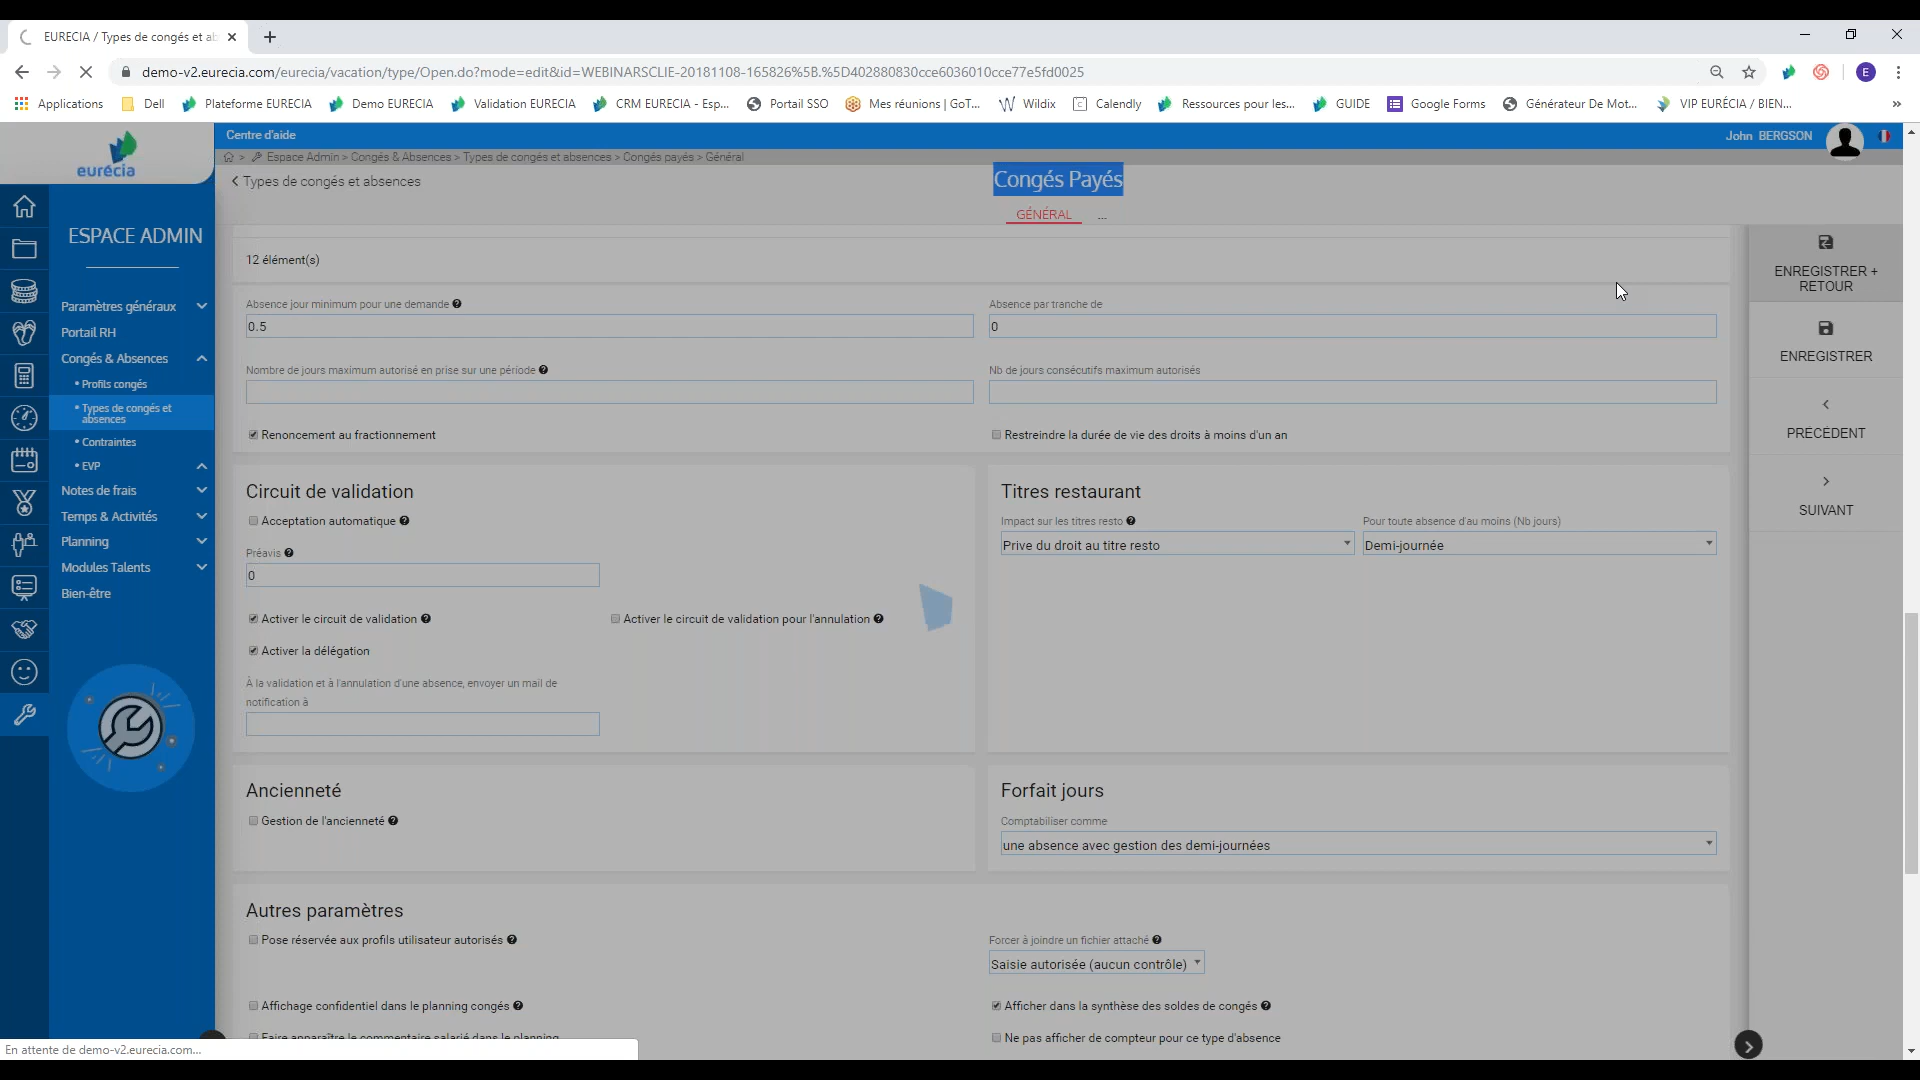 EURECIA / Types de congés et ab
demo-v2.eurecia.com/eurecia/vacation/type/Open.do?mode=edit&id=WEBINARSCLIE-20181108-165826%5B.%5D402880830cce6036010cce77e5fd0025
E
Applications Dell Plateforme EURECIA Demo EURECIA Validation EURECIA CRM EURECIA - Esp... Portail SSO Mes réunions | GoT... Wildix Calendly Ressources pour les... GUIDE Google Forms Générateur De Mot... VIP EURÉCIA / BIEN... »
eurécia
Centre d'aide
John BERGSON
> Espace Admin > Congés & Absences > Types de congés et absences > Congés payés > Général
Types de congés et absences
Congés Payés
GÉNÉRAL ...
ESPACE ADMIN
Paramètres généraux
Portail RH
Congés & Absences
• Profils congés
• Types de congés et
absences
• Contraintes
• EVP
Notes de frais
Temps & Activités
Planning
Modules Talents
Bien-être
12 élément(s)
Absence jour minimum pour une demande
0.5
Absence par tranche de
0
Nombre de jours maximum autorisé en prise sur une période
Nb de jours consécutifs maximum autorisés
Renoncement au fractionnement
Restreindre la durée de vie des droits à moins d'un an
Circuit de validation
Acceptation automatique
Préavis
0
Activer le circuit de validation
Activer le circuit de validation pour l'annulation
Activer la délégation
À la validation et à l'annulation d'une absence, envoyer un mail de
notification à
Titres restaurant
Impact sur les titres resto
Prive du droit au titre resto
Pour toute absence d'au moins (Nb jours)
Demi-journée
Ancienneté
Gestion de l'ancienneté
Forfait jours
Comptabiliser comme
une absence avec gestion des demi-journées
Autres paramètres
Pose réservée aux profils utilisateur autorisés
Forcer à joindre un fichier attaché
Saisie autorisée (aucun contrôle)
Affichage confidentiel dans le planning congés
Afficher dans la synthèse des soldes de congés
Faire apparaître le commentaire salarié dans le planning
Ne pas afficher de compteur pour ce type d'absence
ENREGISTRER +
RETOUR
ENREGISTRER
PRÉCÉDENT
SUIVANT
En attente de demo-v2.eurecia.com...